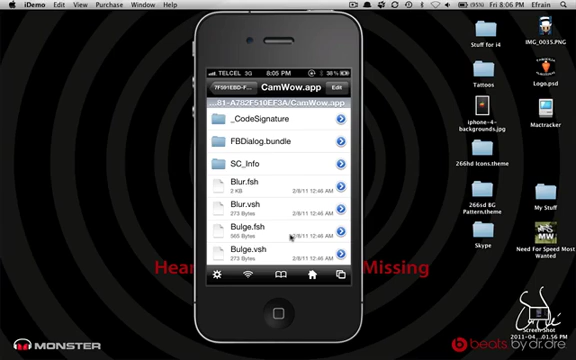 iDemo Edit View Purchase Window Help
Fri 8:06 PM Efrain
TELCEL 3G 8:05 PM 38%
CamWow.app
Edit
81-A782F510EF3A/CamWow.app
_CodeSignature
FBDialog.bundle
SC_Info
Blur.fsh
2 KB 2/8/11 12:46 AM
Blur.vsh
273 Bytes 2/8/11 12:46 AM
Bulge.fsh
565 Bytes 2/8/11 12:46 AM
Bulge.vsh
273 Bytes 2/8/11 12:46 AM
Hear
Missing
Stuff for i4
IMG_0035.PNG
Tattoos
Logo.psd
iphone-4-
backgrounds.jpg
Mactracker
266hd Icons.theme
266sd BG
Pattern.theme
My Stuff
Skype
Need For Speed Most
Wanted
Screen Shot
2011-04...01.56 PM
MONSTER
beats by dr. dre